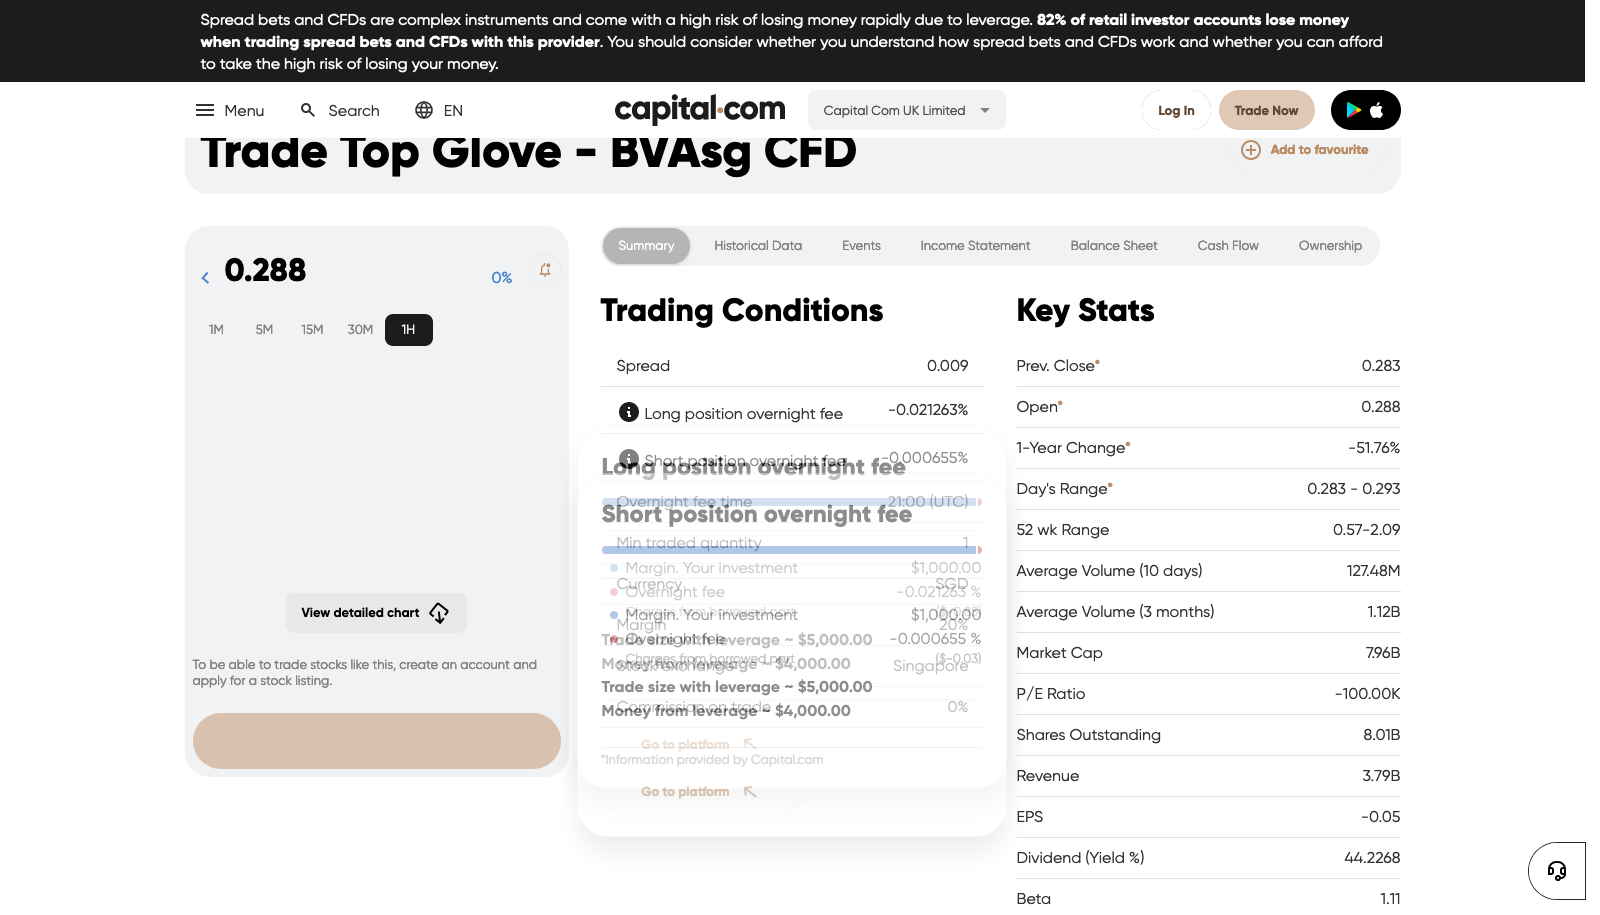 Spread bets and CFDs are complex instruments and come with a high risk of losing money rapidly due to leverage. 82% of retail investor accounts lose money
when trading spread bets and CFDs with this provider. You should consider whether you understand how spread bets and CFDs work and whether you can afford
to take the high risk of losing your money.
Menu Search EN capital.com Capital Com UK Limited Log In Trade Now
Trade Top Glove - BVAsg CFD Add to favourite
0.288 0%
1M 5M 15M 30M 1H
View detailed chart
To be able to trade stocks like this, create an account and
apply for a stock listing.
Summary Historical Data Events Income Statement Balance Sheet Cash Flow Ownership
Trading Conditions
Spread 0.009
Long position overnight fee -0.021263%
Short position overnight fee -0.000655%
Overnight fee time 21:00 (UTC)
Min traded quantity 1
Currency SGD
Margin 20%
Stock exchange Singapore
Commission on trade 0%
*Information provided by Capital.com
Long position overnight fee
Margin. Your investment $1,000.00
Overnight fee -0.021263 %
Charges from borrowed part
Trade size with leverage ~ $5,000.00
Money from leverage ~ $4,000.00
Go to platform
Short position overnight fee
Margin. Your investment $1,000.00
Overnight fee -0.000655 %
Charges from borrowed part ($-0.03)
Trade size with leverage ~ $5,000.00
Money from leverage ~ $4,000.00
Go to platform
Key Stats
Prev. Close* 0.283
Open* 0.288
1-Year Change* -51.76%
Day's Range* 0.283 - 0.293
52 wk Range 0.57-2.09
Average Volume (10 days) 127.48M
Average Volume (3 months) 1.12B
Market Cap 7.96B
P/E Ratio -100.00K
Shares Outstanding 8.01B
Revenue 3.79B
EPS -0.05
Dividend (Yield %) 44.2268
Beta 1.11